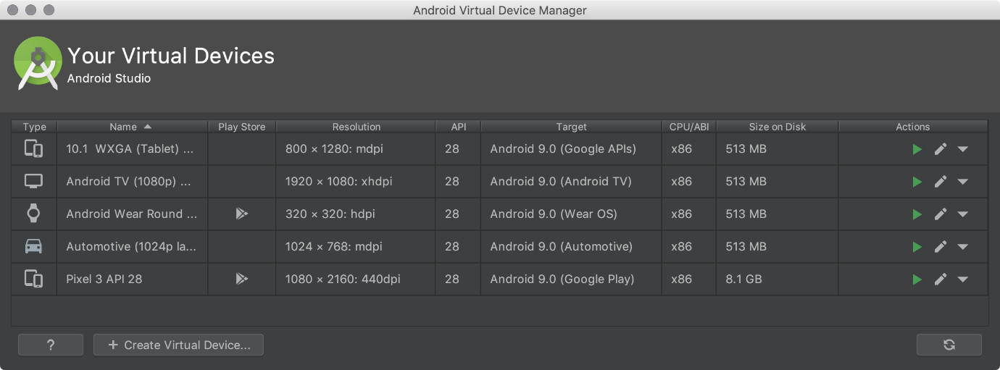 Android Virtual Device Manager
Your Virtual Devices
Android Studio
Type Name Play Store Resolution API Target CPU/ABI Size on Disk Actions
10.1 WXGA (Tablet) ... 800 × 1280: mdpi 28 Android 9.0 (Google APIs) x86 513 MB
Android TV (1080p) ... 1920 × 1080: xhdpi 28 Android 9.0 (Android TV) x86 513 MB
Android Wear Round ... 320 × 320: hdpi 28 Android 9.0 (Wear OS) x86 513 MB
Automotive (1024p la... 1024 × 768: mdpi 28 Android 9.0 (Automotive) x86 513 MB
Pixel 3 API 28 1080 × 2160: 440dpi 28 Android 9.0 (Google Play) x86 8.1 GB
? + Create Virtual Device...